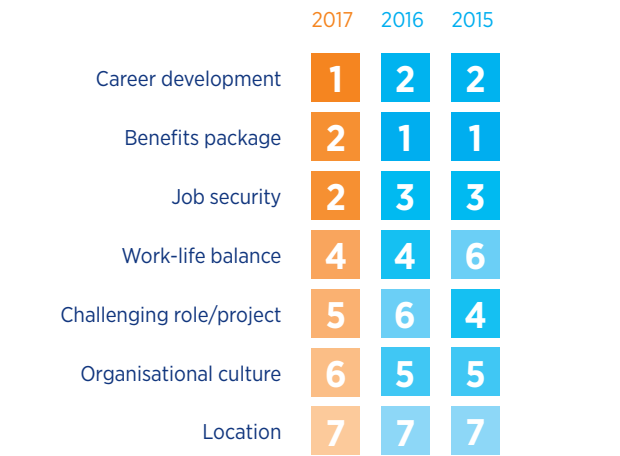 2017 2016 2015
Career development 1 2 2
Benefits package 2 1 1
Job security 2 3 3
Work-life balance 4 4 6
Challenging role/project 5 6 4
Organisational culture 6 5 5
Location 7 7 7